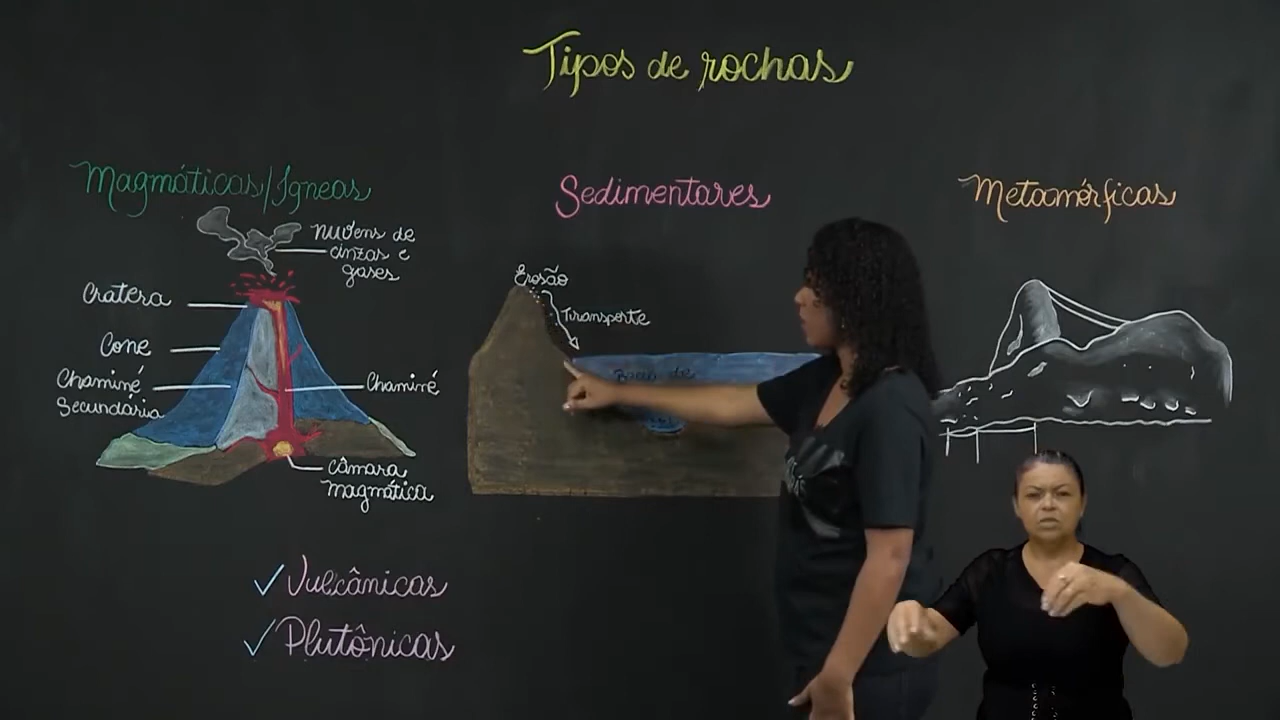 Tipos de rochas
Magmáticas/Ígneas
nuvens de
cinzas e
gases
Cratera
Cone
Chaminé
Secundária
Chaminé
câmara
magmática
✓ Vulcânicas
✓ Plutônicas
Sedimentares
Erosão
Transporte
de
Metamórficas